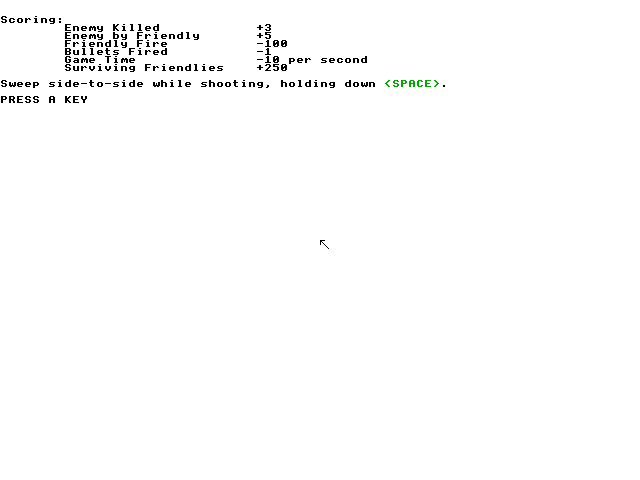 Scoring:
Enemy Killed +3
Enemy by Friendly +5
Friendly Fire -100
Bullets Fired -1
Game Time -10 per second
Surviving Friendlies +250
Sweep side-to-side while shooting, holding down <SPACE>.
PRESS A KEY